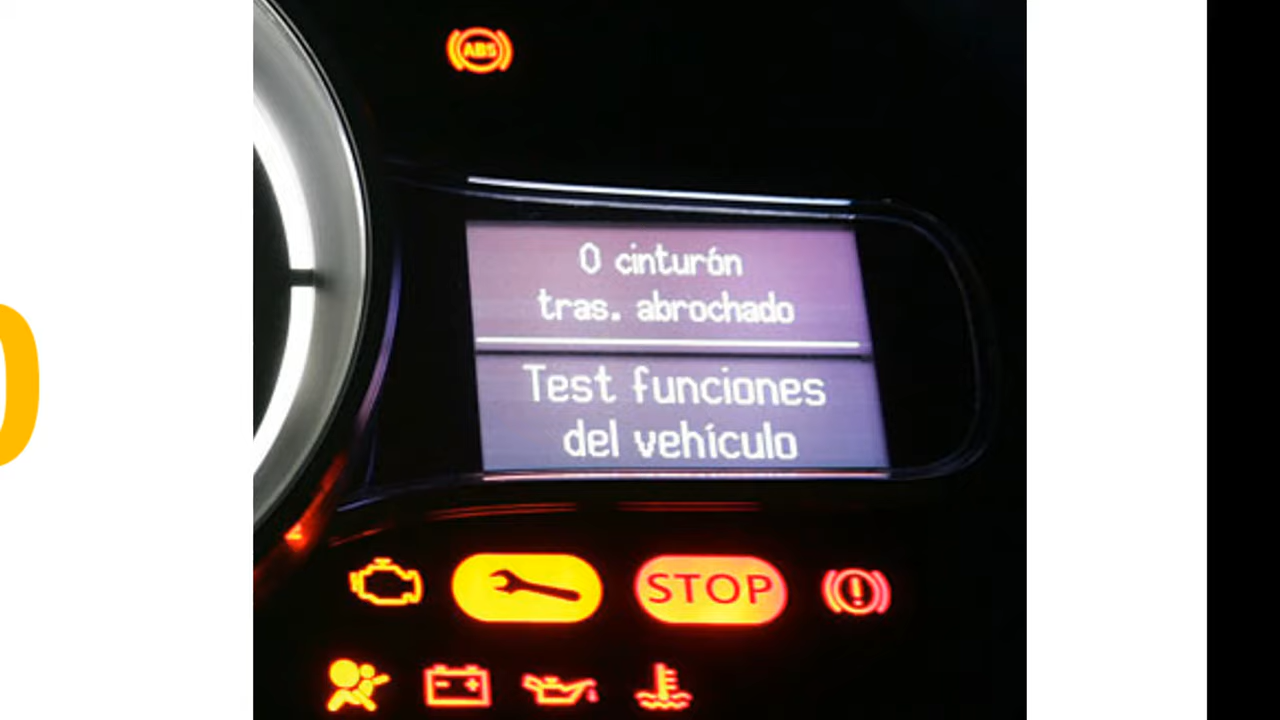 ABS
0 cinturón
tras. abrochado
Test funciones
del vehículo
STOP